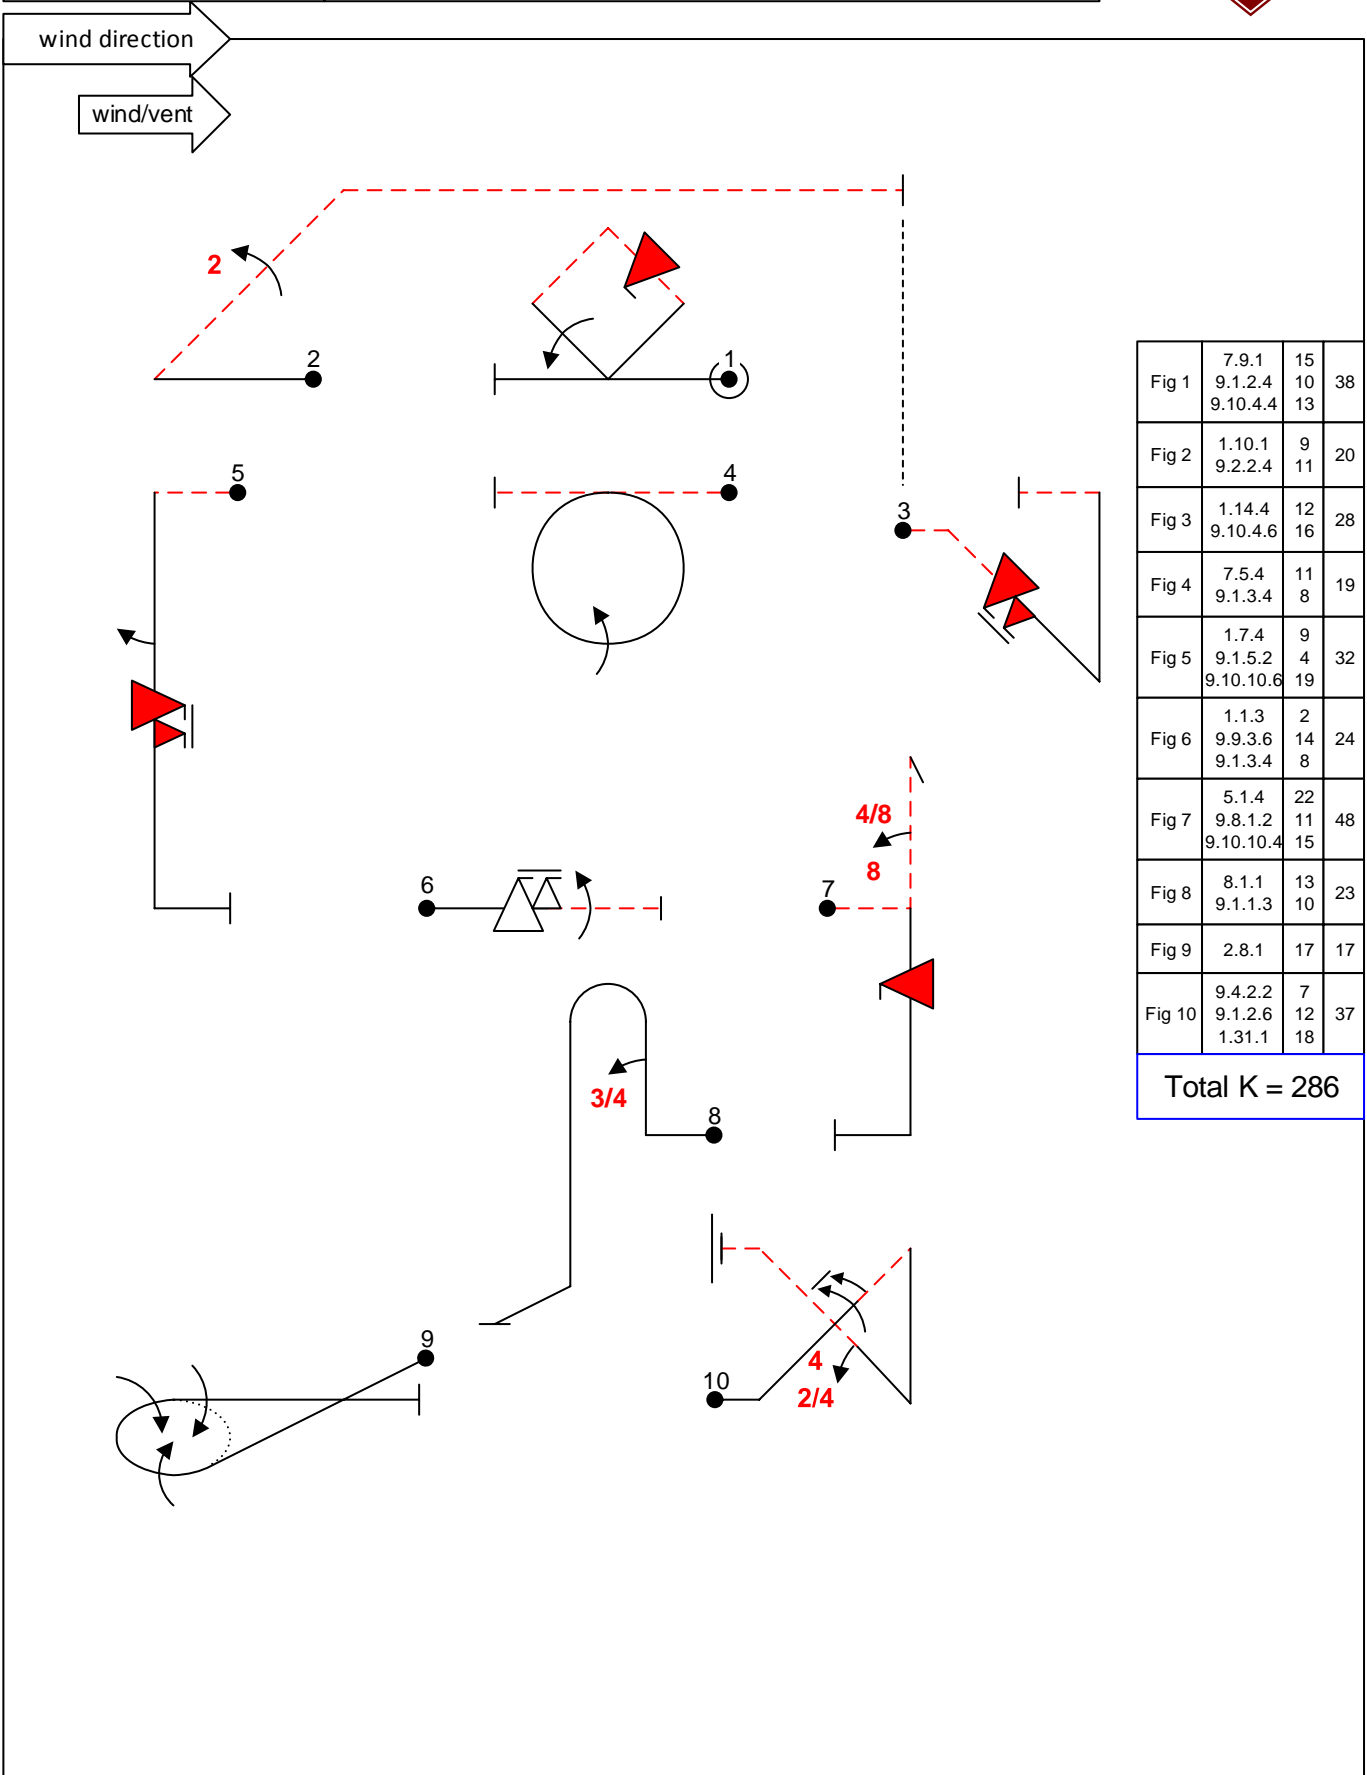 wind direction
wind/vent
2
2
1
5
4
3
4/8
8
6
7
3/4
8
9
10
4
2/4
Fig 1 7.9.1 15 38
9.1.2.4 10
9.10.4.4 13
Fig 2 1.10.1 9 20
9.2.2.4 11
Fig 3 1.14.4 12 28
9.10.4.6 16
Fig 4 7.5.4 11 19
9.1.3.4 8
Fig 5 1.7.4 9 32
9.1.5.2 4
9.10.10.6 19
Fig 6 1.1.3 2 24
9.9.3.6 14
9.1.3.4 8
Fig 7 5.1.4 22 48
9.8.1.2 11
9.10.10.4 15
Fig 8 8.1.1 13 23
9.1.1.3 10
Fig 9 2.8.1 17 17
Fig 10 9.4.2.2 7 37
9.1.2.6 12
1.31.1 18
Total K = 286